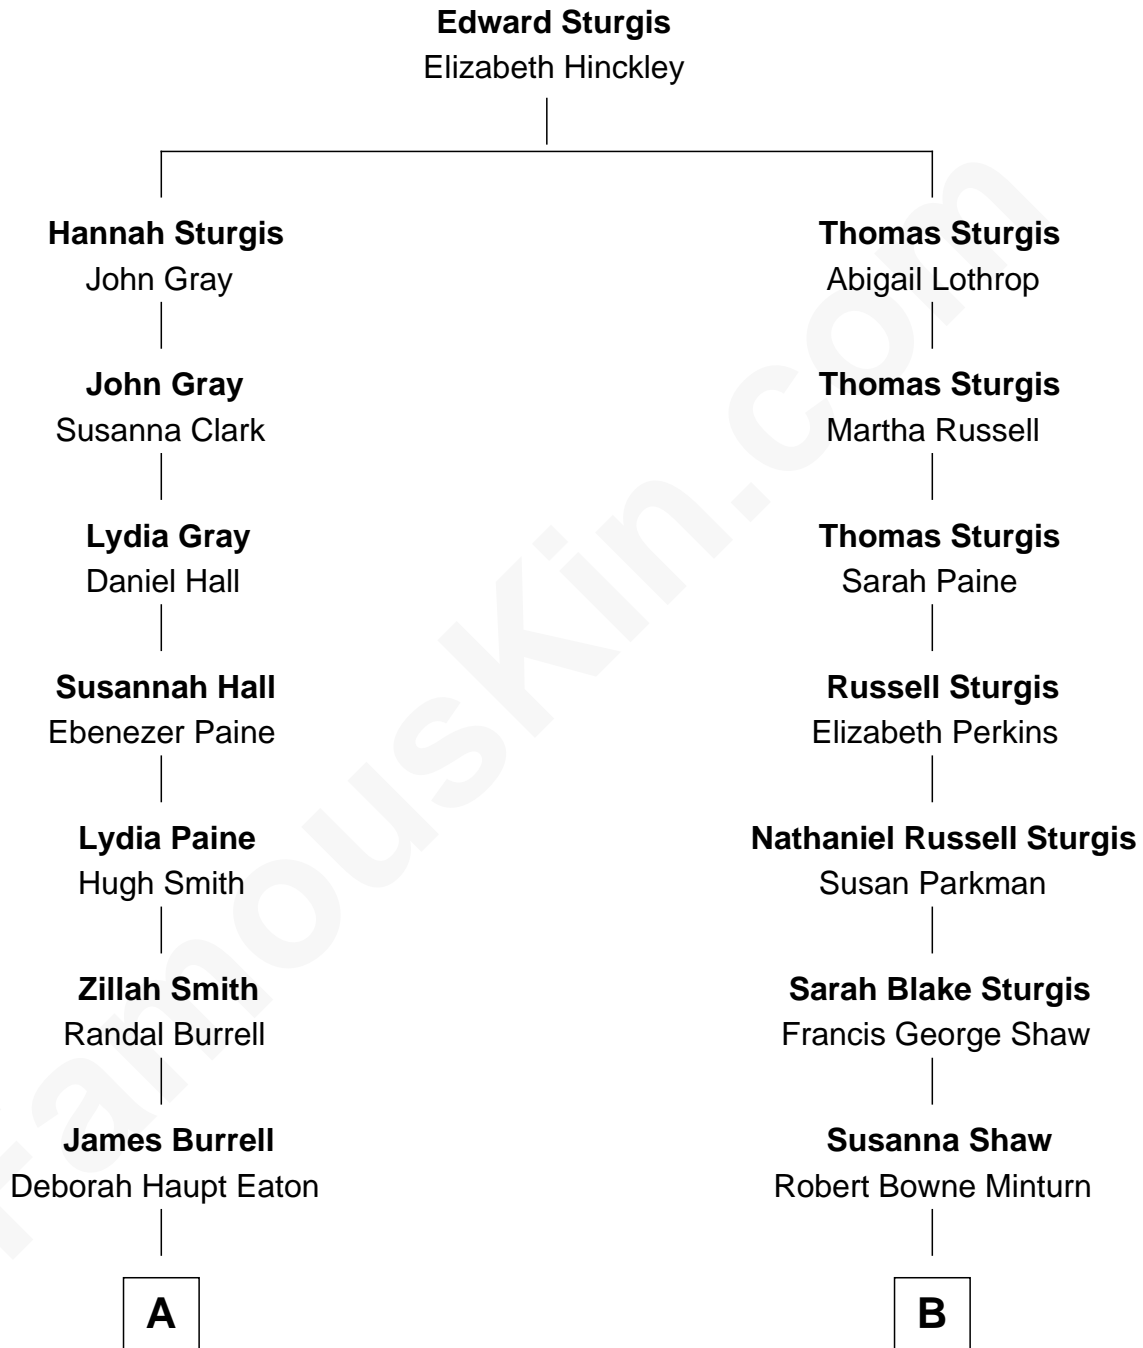 Edward Sturgis
Elizabeth Hinckley
Hannah Sturgis
John Gray
Thomas Sturgis
Abigail Lothrop
John Gray
Susanna Clark
Thomas Sturgis
Martha Russell
Lydia Gray
Daniel Hall
Thomas Sturgis
Sarah Paine
Susannah Hall
Ebenezer Paine
Russell Sturgis
Elizabeth Perkins
Lydia Paine
Hugh Smith
Nathaniel Russell Sturgis
Susan Parkman
Zillah Smith
Randal Burrell
Sarah Blake Sturgis
Francis George Shaw
James Burrell
Deborah Haupt Eaton
Susanna Shaw
Robert Bowne Minturn
A
B
FamousKin.com